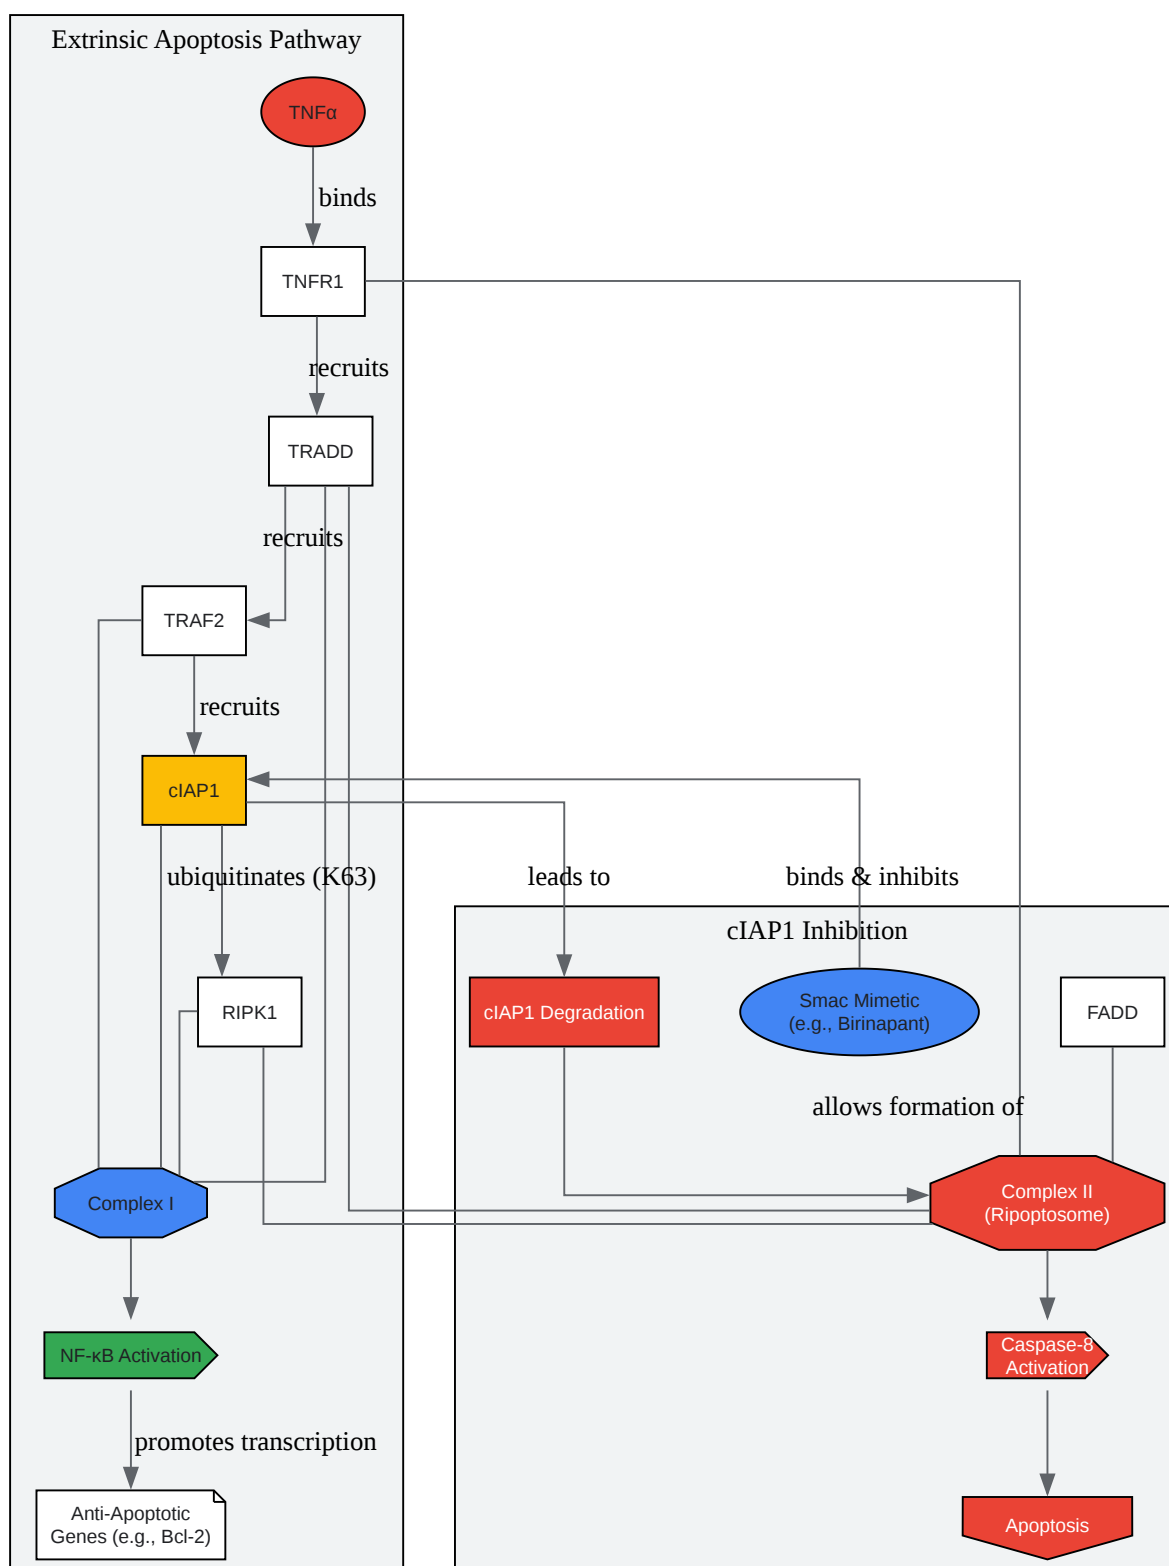 Extrinsic Apoptosis Pathway
TNFα
binds
TNFR1
recruits
TRADD
recruits
TRAF2
recruits
cIAP1
ubiquitinates (K63)
leads to
binds & inhibits
cIAP1 Inhibition
RIPK1
cIAP1 Degradation
Smac Mimetic
(e.g., Birinapant)
FADD
allows formation of
Complex I
Complex II
(Ripoptosome)
NF-κB Activation
Caspase-8
Activation
promotes transcription
Anti-Apoptotic
Genes (e.g., Bcl-2)
Apoptosis